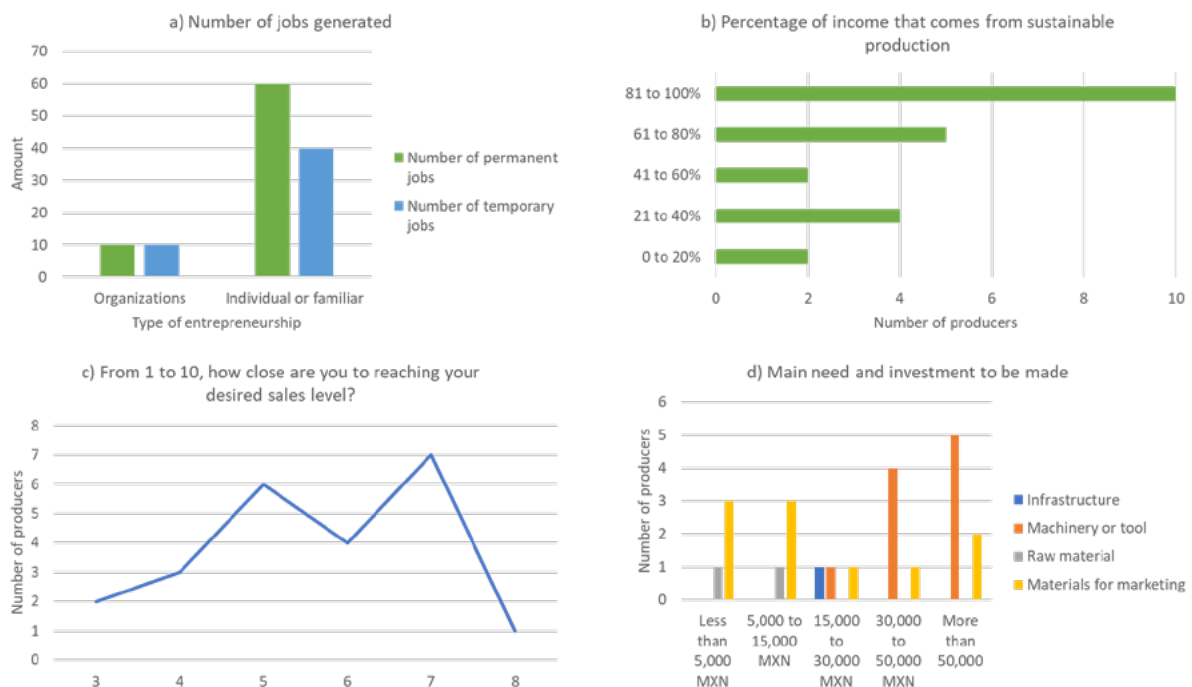 a) Number of jobs generated
70
60
50
40
30
20
10
0
Amount
Organizations
Individual or familiar
Type of entrepreneurship
Number of permanent
jobs
Number of temporary
jobs
b) Percentage of income that comes from sustainable
production
81 to 100%
61 to 80%
41 to 60%
21 to 40%
0 to 20%
0 2 4 6 8 10
Number of producers
c) From 1 to 10, how close are you to reaching your
desired sales level?
8
7
6
5
4
3
2
1
0
Number of producers
3 4 5 6 7 8
d) Main need and investment to be made
6
5
4
3
2
1
0
Number of producers
Less
than
5,000
MXN
5,000 to
15,000
MXN
15,000
to
30,000
MXN
30,000
to
50,000
MXN
More
than
50,000
Infrastructure
Machinery or tool
Raw material
Materials for marketing